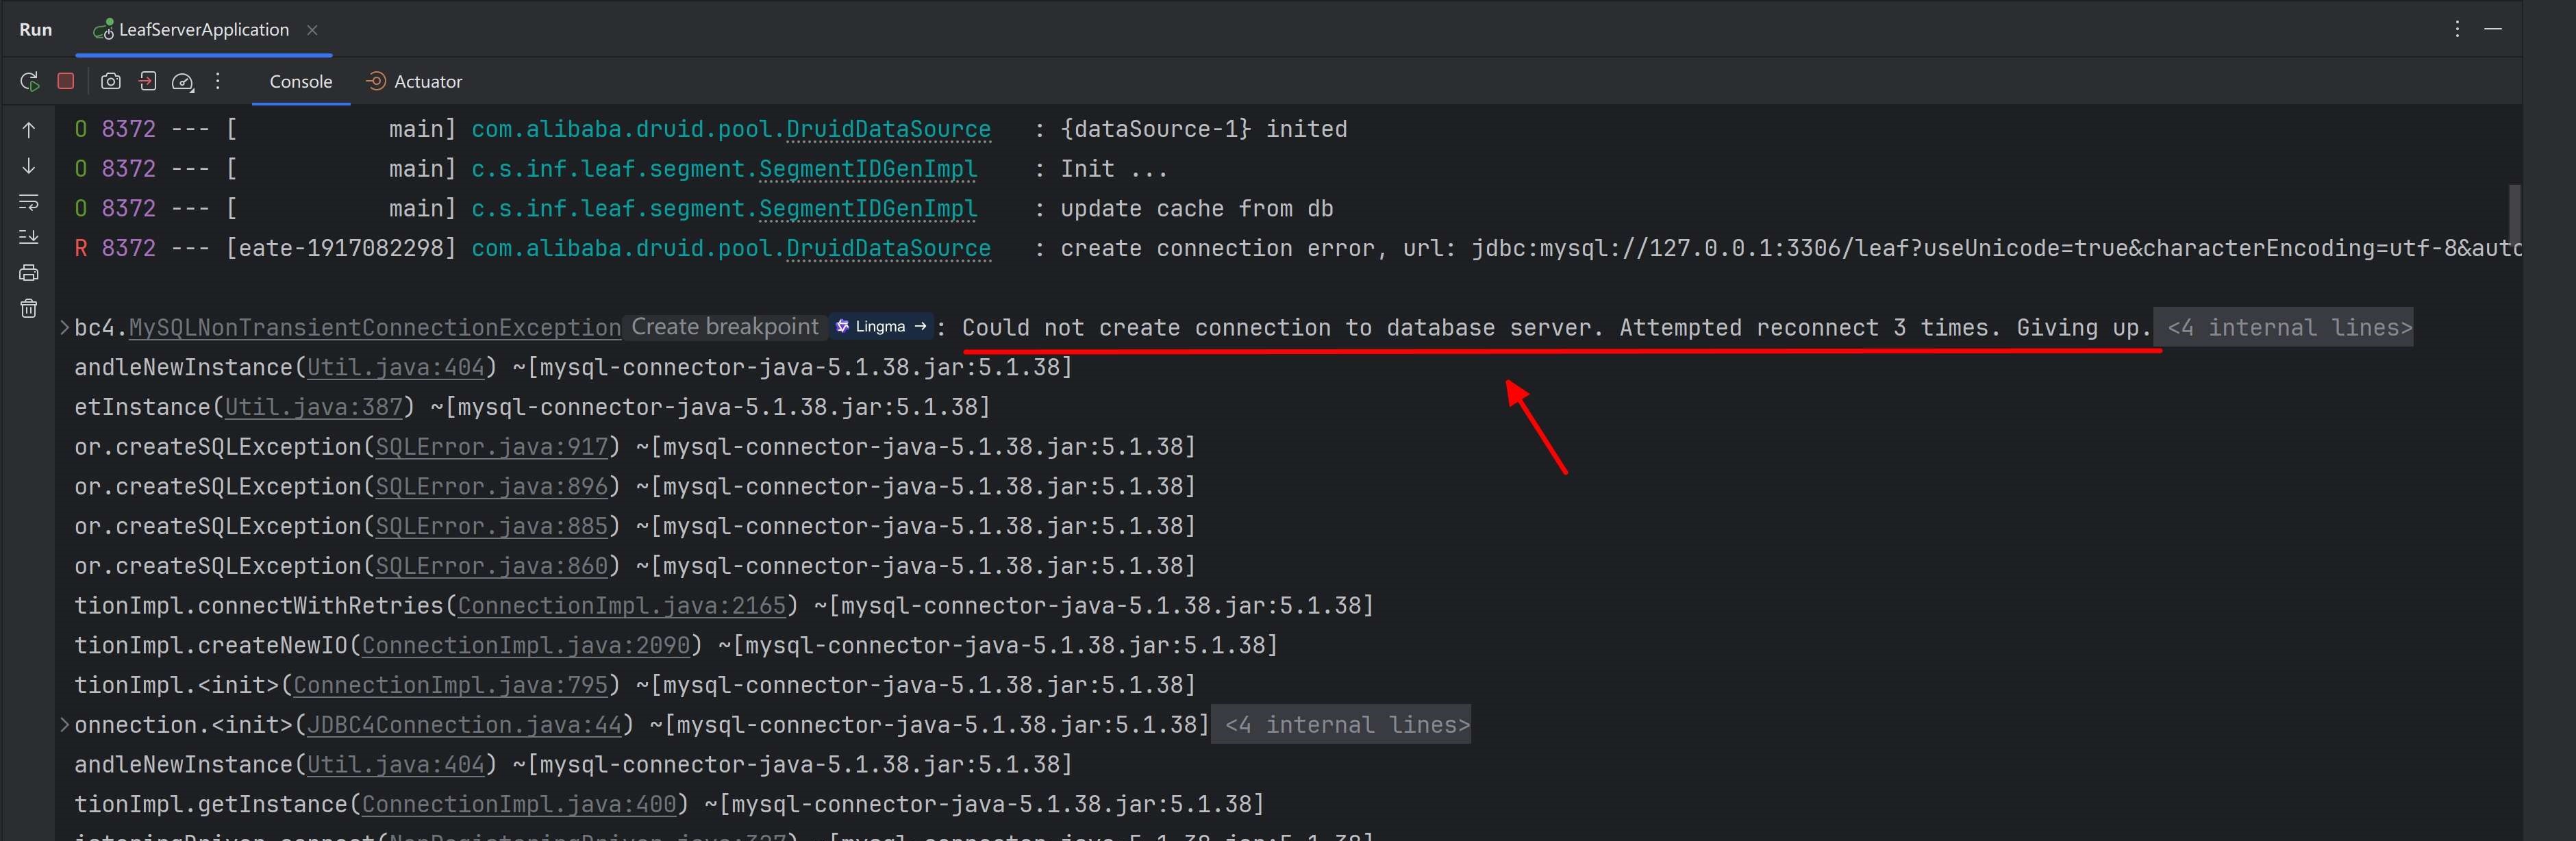 Run LeafServerApplication
Console Actuator
O 8372 --- [           main] com.alibaba.druid.pool.DruidDataSource   : {dataSource-1} inited
O 8372 --- [           main] c.s.inf.leaf.segment.SegmentIDGenImpl    : Init ...
O 8372 --- [           main] c.s.inf.leaf.segment.SegmentIDGenImpl    : update cache from db
R 8372 --- [eate-1917082298] com.alibaba.druid.pool.DruidDataSource   : create connection error, url: jdbc:mysql://127.0.0.1:3306/leaf?useUnicode=true&characterEncoding=utf-8&auto
bc4.MySQLNonTransientConnectionException Create breakpoint Lingma → : Could not create connection to database server. Attempted reconnect 3 times. Giving up. <4 internal lines>
andleNewInstance(Util.java:404) ~[mysql-connector-java-5.1.38.jar:5.1.38]
etInstance(Util.java:387) ~[mysql-connector-java-5.1.38.jar:5.1.38]
or.createSQLException(SQLError.java:917) ~[mysql-connector-java-5.1.38.jar:5.1.38]
or.createSQLException(SQLError.java:896) ~[mysql-connector-java-5.1.38.jar:5.1.38]
or.createSQLException(SQLError.java:885) ~[mysql-connector-java-5.1.38.jar:5.1.38]
or.createSQLException(SQLError.java:860) ~[mysql-connector-java-5.1.38.jar:5.1.38]
tionImpl.connectWithRetries(ConnectionImpl.java:2165) ~[mysql-connector-java-5.1.38.jar:5.1.38]
tionImpl.createNewIO(ConnectionImpl.java:2090) ~[mysql-connector-java-5.1.38.jar:5.1.38]
tionImpl.<init>(ConnectionImpl.java:795) ~[mysql-connector-java-5.1.38.jar:5.1.38]
onnection.<init>(JDBC4Connection.java:44) ~[mysql-connector-java-5.1.38.jar:5.1.38] <4 internal lines>
andleNewInstance(Util.java:404) ~[mysql-connector-java-5.1.38.jar:5.1.38]
tionImpl.getInstance(ConnectionImpl.java:400) ~[mysql-connector-java-5.1.38.jar:5.1.38]